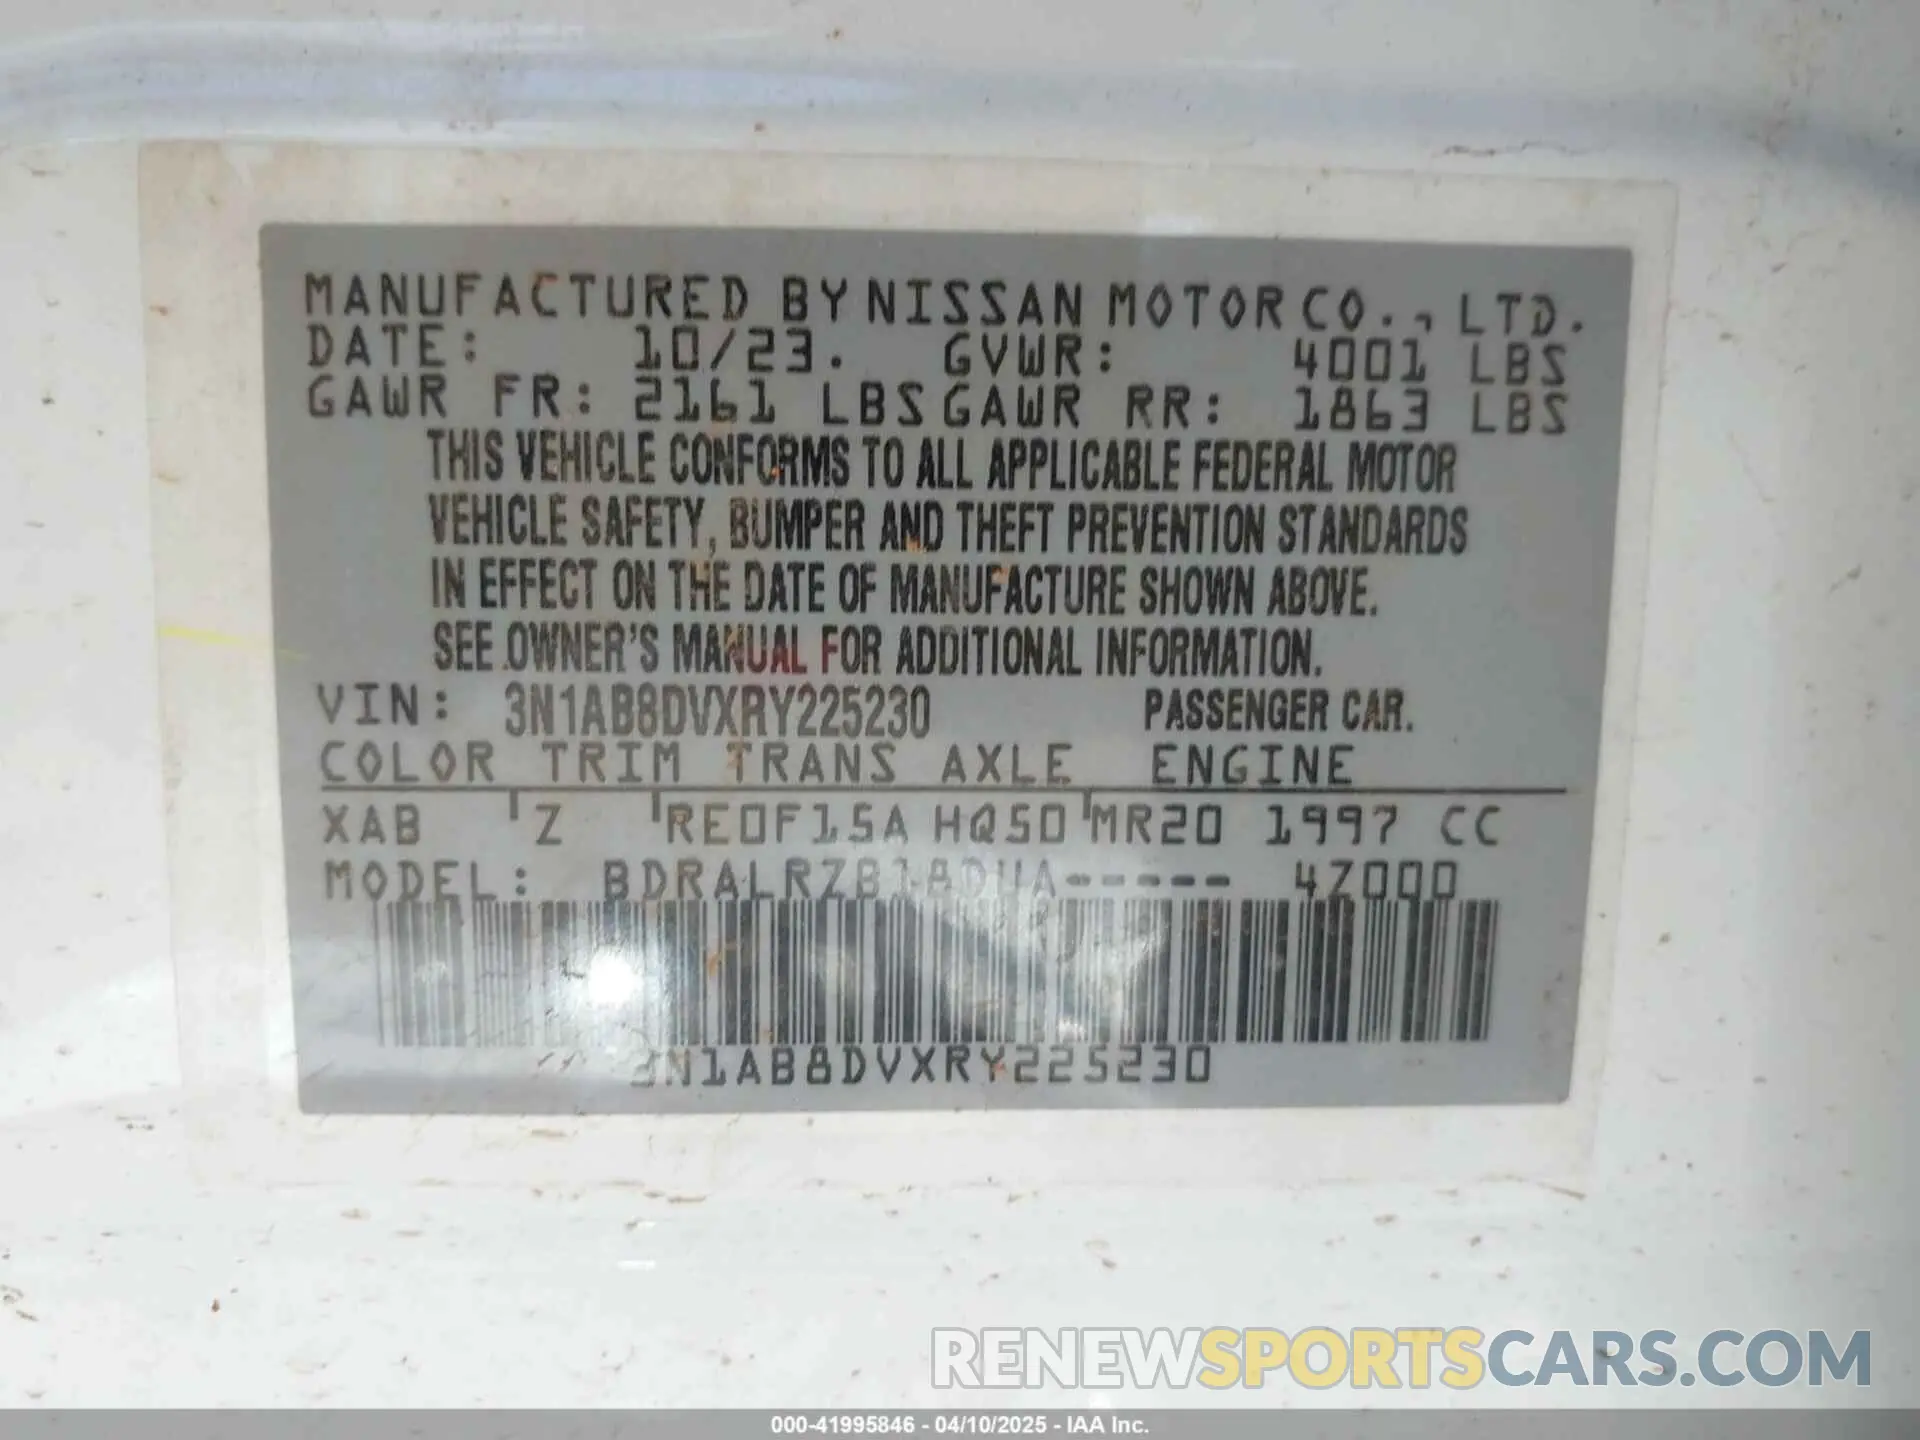 MANUFACTURED BY NISSAN MOTOR CO., LTD.
DATE: 10/23. GVWR: 4001 LBS
GAWR FR: 2161 LBS GAWR RR: 1863 LBS
THIS VEHICLE CONFORMS TO ALL APPLICABLE FEDERAL MOTOR
VEHICLE SAFETY, BUMPER AND THEFT PREVENTION STANDARDS
IN EFFECT ON THE DATE OF MANUFACTURE SHOWN ABOVE.
SEE OWNER'S MANUAL FOR ADDITIONAL INFORMATION.
VIN: 3N1AB8DVXRY225230 PASSENGER CAR.
COLOR TRIM TRANS AXLE ENGINE
XAB Z RE0F15A HQ50 MR20 1997 CC
MODEL: BDRALRZB18DUA----- 4Z000
3N1AB8DVXRY225230
RENEWSPORTSCARS.COM
000-41995846 - 04/10/2025 - IAA Inc.